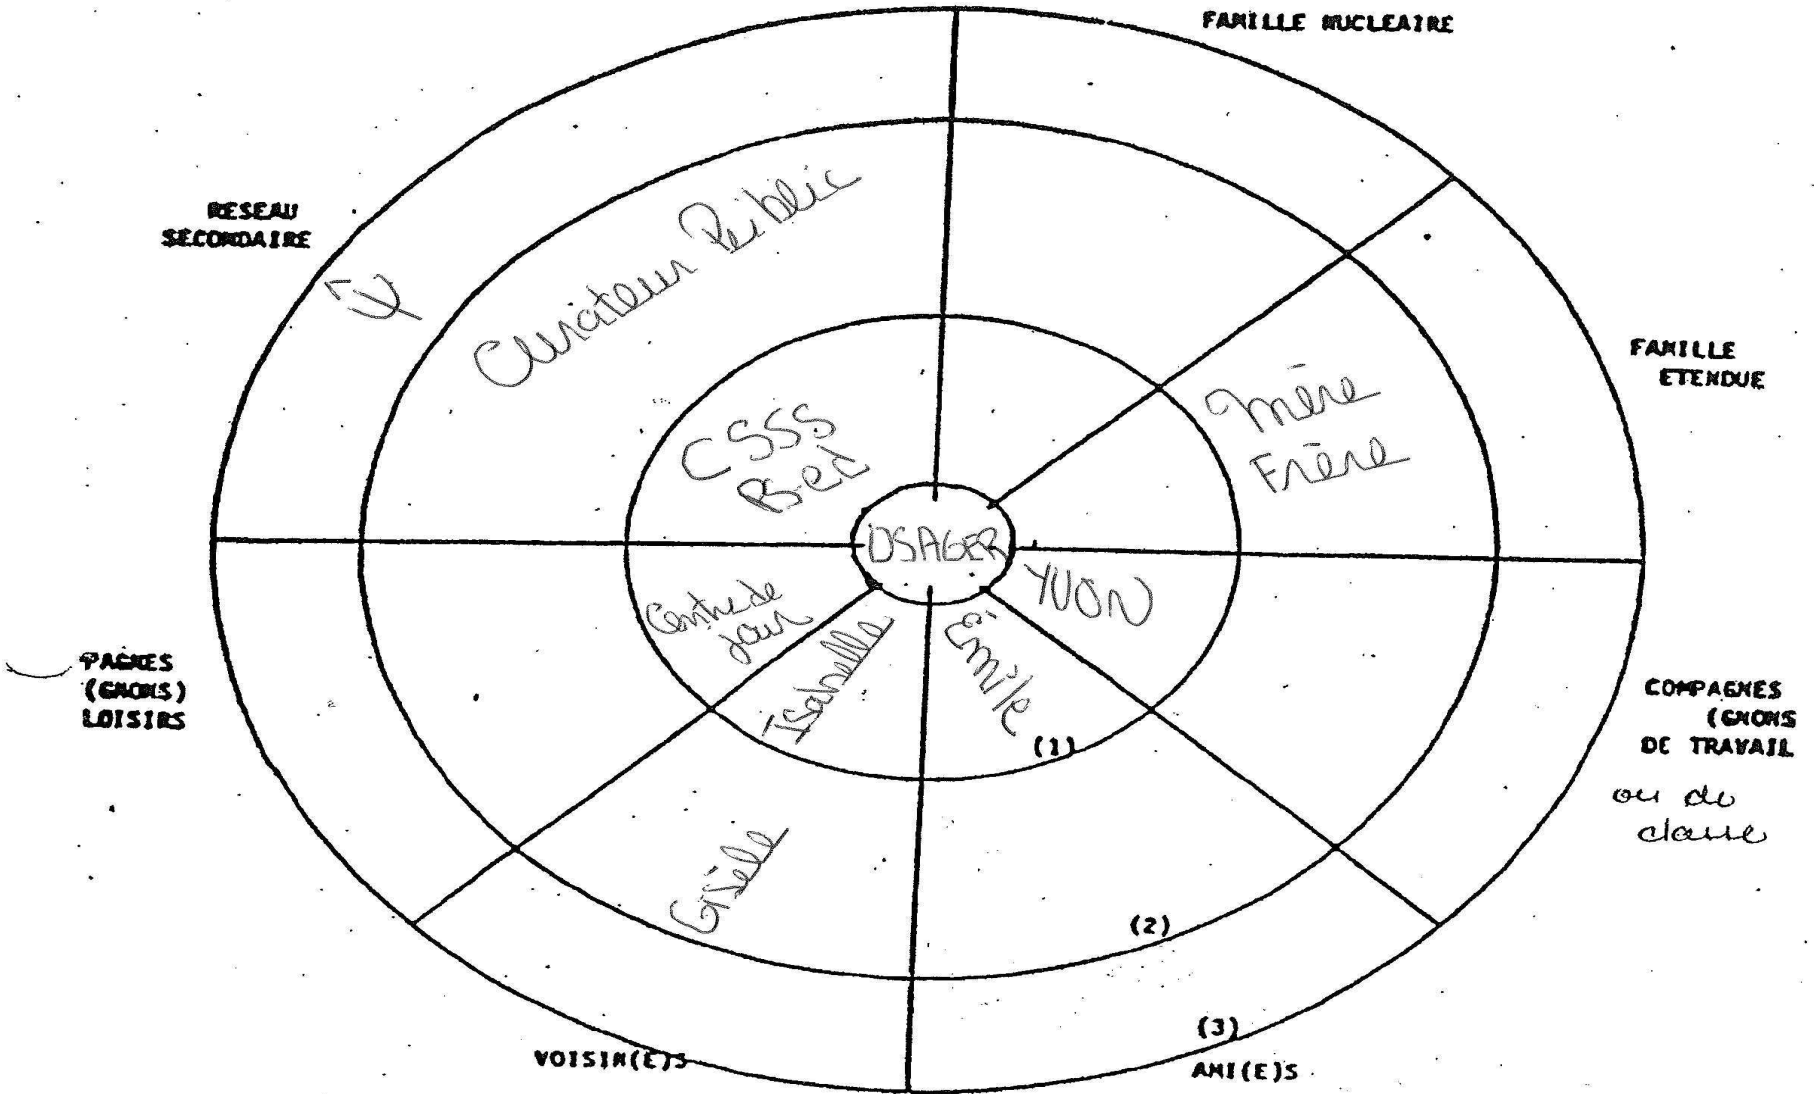 FAMILLE NUCLEAIRE
RESEAU
SECONDAIRE
Ψ
Curateur Public
FAMILLE
ETENDUE
Mère
Frère
CSSS
USAGER
YVON
Centre de
jour
Isabelle
Émile
PAGNES
(GNONS)
LOISIRS
COMPAGNES
(GNONS
DE TRAVAIL
ou de
classe
(1)
Gisèle
(2)
(3)
VOISIN(E)S
AMI(E)S